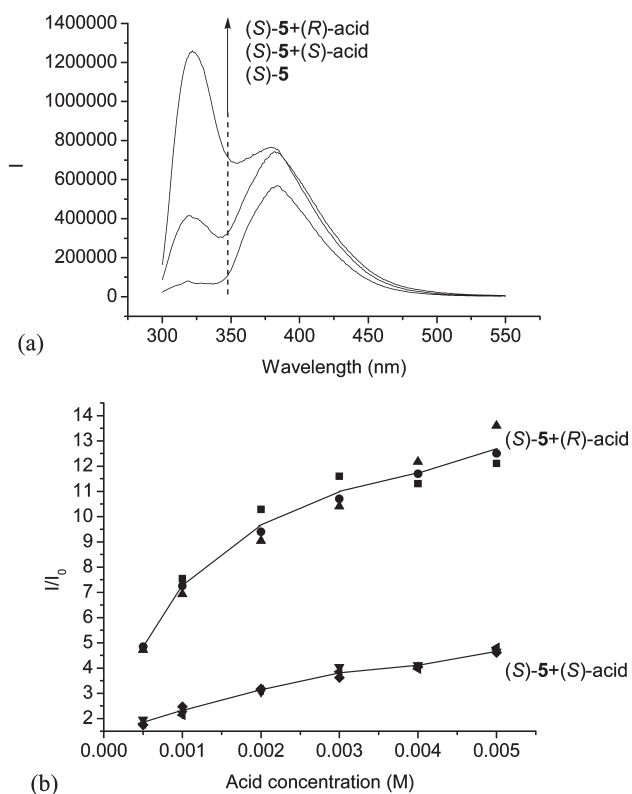 1400000
1200000
1000000
800000
600000
400000
200000
0
I
(S)-5+(R)-acid
(S)-5+(S)-acid
(S)-5
300 350 400 450 500 550
Wavelength (nm)
(a)
14
13
12
11
10
9
8
7
6
5
4
3
2
I/I0
(S)-5+(R)-acid
(S)-5+(S)-acid
0.000 0.001 0.002 0.003 0.004 0.005
Acid concentration (M)
(b)